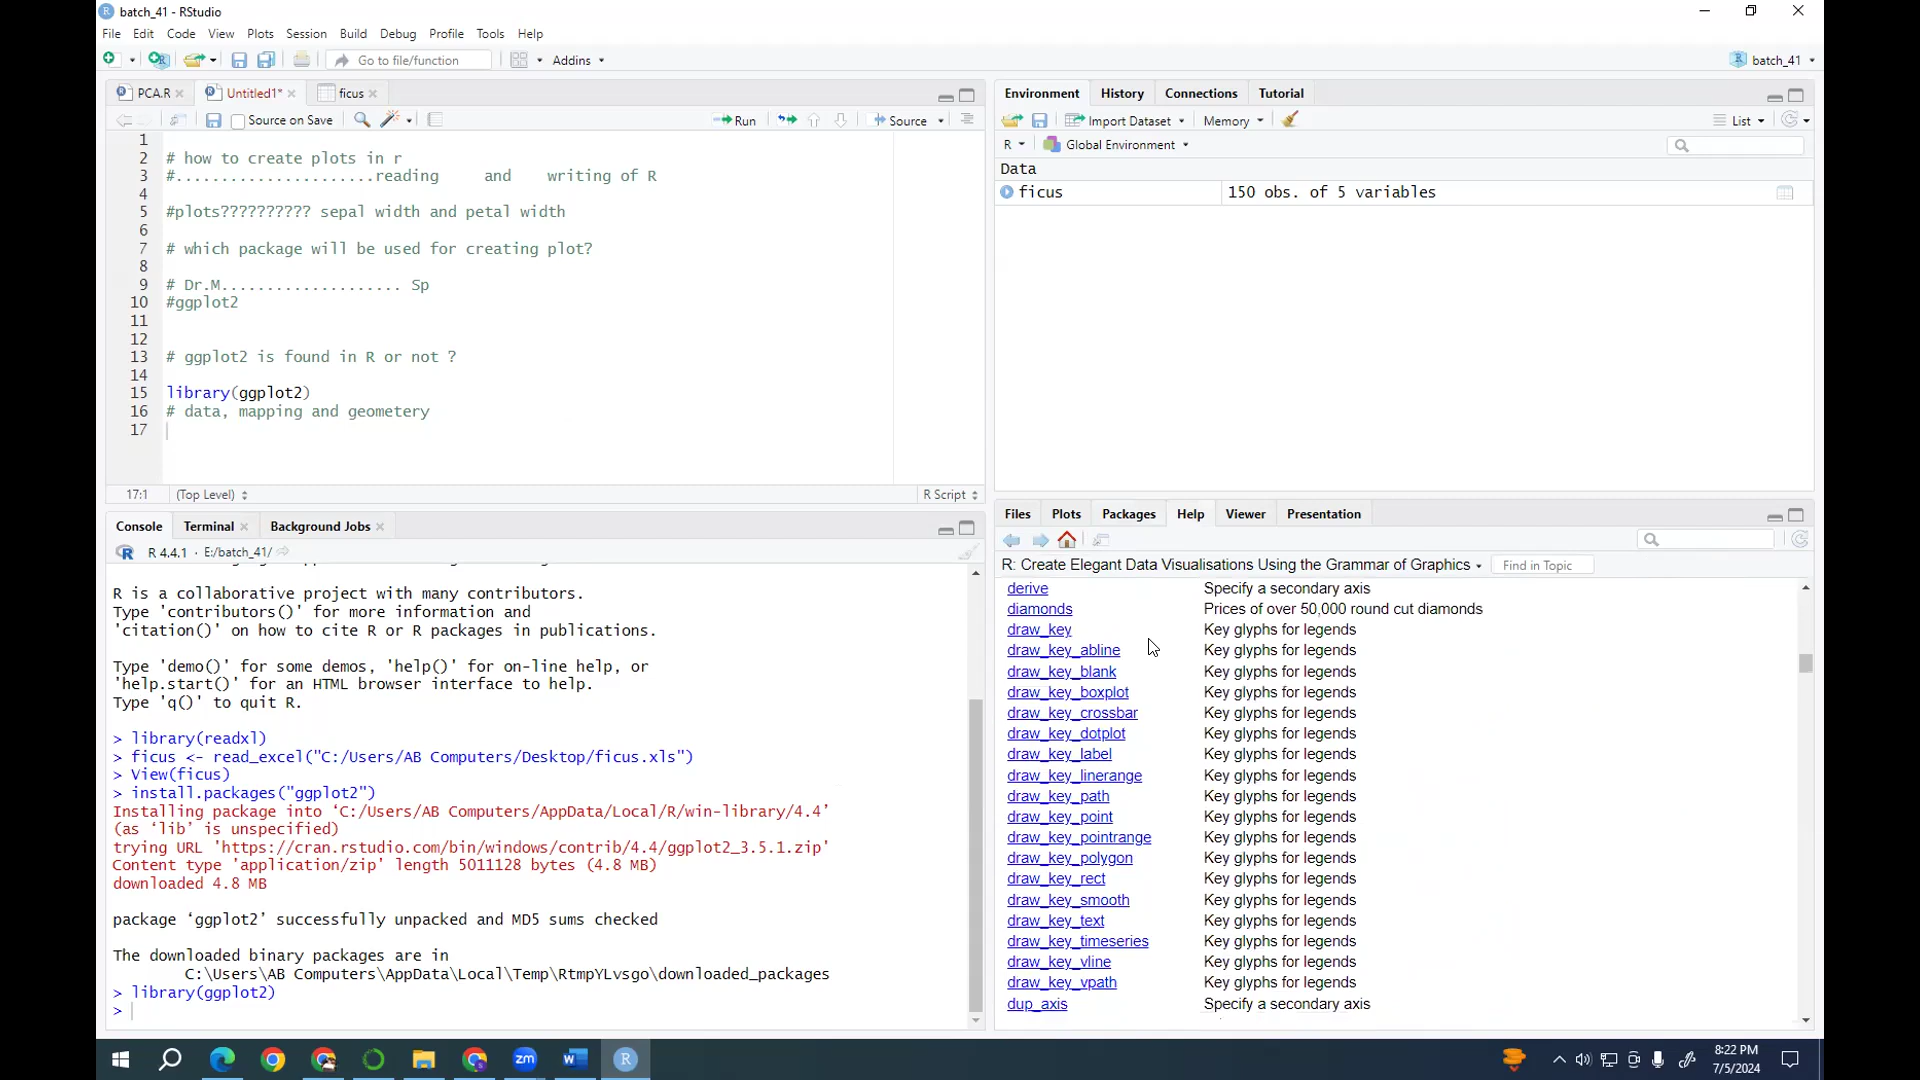 batch_41 - RStudio
File Edit Code View Plots Session Build Debug Profile Tools Help
Go to file/function Addins batch_41
PCA.R Untitled1* ficus
Source on Save Run Source
1
2 # how to create plots in r
3 #......................reading and writing of R
4
5 #plots?????????? sepal width and petal width
6
7 # which package will be used for creating plot?
8
9 # Dr.M.................... Sp
10 #ggplot2
11
12
13 # ggplot2 is found in R or not ?
14
15 library(ggplot2)
16 # data, mapping and geometery
17
17:1 (Top Level) R Script
Console Terminal Background Jobs
R 4.4.1 · E:/batch_41/
R is a collaborative project with many contributors.
Type 'contributors()' for more information and
'citation()' on how to cite R or R packages in publications.
Type 'demo()' for some demos, 'help()' for on-line help, or
'help.start()' for an HTML browser interface to help.
Type 'q()' to quit R.
> library(readxl)
> ficus <- read_excel("C:/Users/AB Computers/Desktop/ficus.xls")
> View(ficus)
> install.packages("ggplot2")
Installing package into ‘C:/Users/AB Computers/AppData/Local/R/win-library/4.4’
(as ‘lib’ is unspecified)
trying URL 'https://cran.rstudio.com/bin/windows/contrib/4.4/ggplot2_3.5.1.zip'
Content type 'application/zip' length 5011128 bytes (4.8 MB)
downloaded 4.8 MB
package ‘ggplot2’ successfully unpacked and MD5 sums checked
The downloaded binary packages are in
C:\Users\AB Computers\AppData\Local\Temp\RtmpYLvsgo\downloaded_packages
> library(ggplot2)
>
Environment History Connections Tutorial
Import Dataset Memory List
R Global Environment
Data
ficus 150 obs. of 5 variables
Files Plots Packages Help Viewer Presentation
R: Create Elegant Data Visualisations Using the Grammar of Graphics Find in Topic
derive Specify a secondary axis
diamonds Prices of over 50,000 round cut diamonds
draw_key Key glyphs for legends
draw_key_abline Key glyphs for legends
draw_key_blank Key glyphs for legends
draw_key_boxplot Key glyphs for legends
draw_key_crossbar Key glyphs for legends
draw_key_dotplot Key glyphs for legends
draw_key_label Key glyphs for legends
draw_key_linerange Key glyphs for legends
draw_key_path Key glyphs for legends
draw_key_point Key glyphs for legends
draw_key_pointrange Key glyphs for legends
draw_key_polygon Key glyphs for legends
draw_key_rect Key glyphs for legends
draw_key_smooth Key glyphs for legends
draw_key_text Key glyphs for legends
draw_key_timeseries Key glyphs for legends
draw_key_vline Key glyphs for legends
draw_key_vpath Key glyphs for legends
dup_axis Specify a secondary axis
8:22 PM
7/5/2024